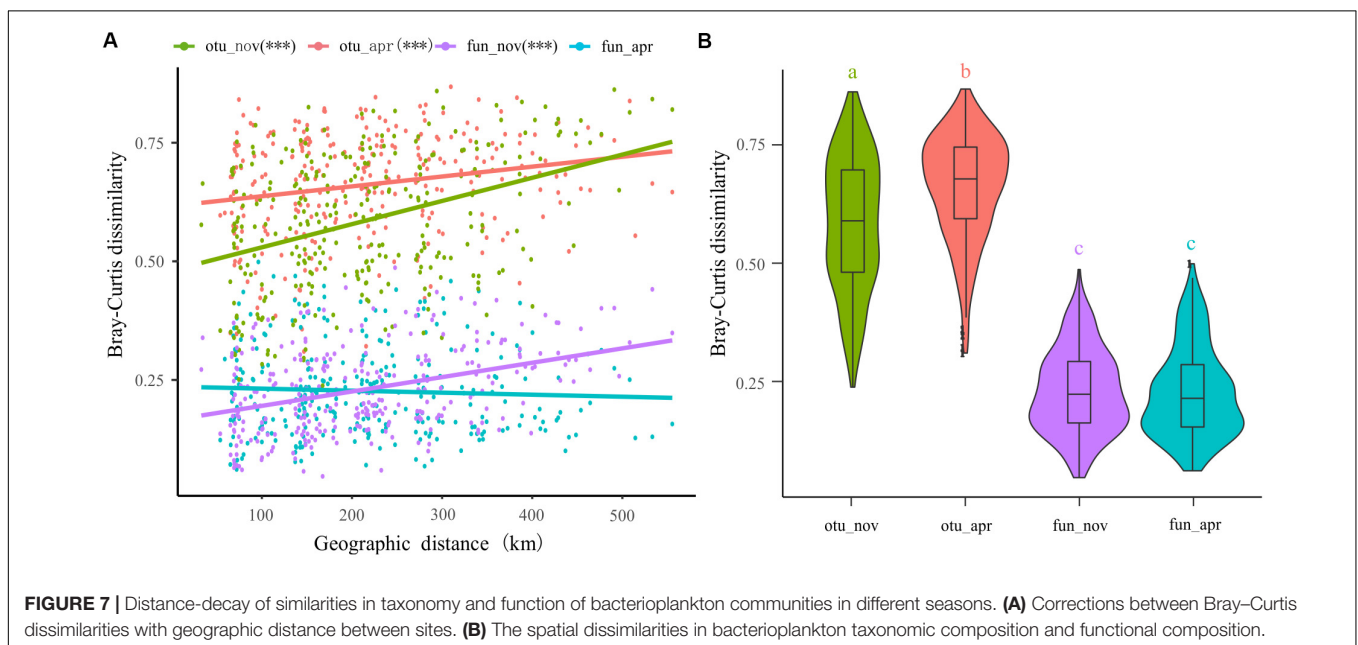 A
otu_nov(***) otu_apr(***) fun_nov(***) fun_apr
Bray-Curtis dissimilarity
0.75
0.50
0.25
100 200 300 400 500
Geographic distance (km)
B
a b c c
Bray-Curtis dissimilarity
0.75
0.50
0.25
otu_nov otu_apr fun_nov fun_apr
FIGURE 7 | Distance-decay of similarities in taxonomy and function of bacterioplankton communities in different seasons. (A) Corrections between Bray–Curtis
dissimilarities with geographic distance between sites. (B) The spatial dissimilarities in bacterioplankton taxonomic composition and functional composition.